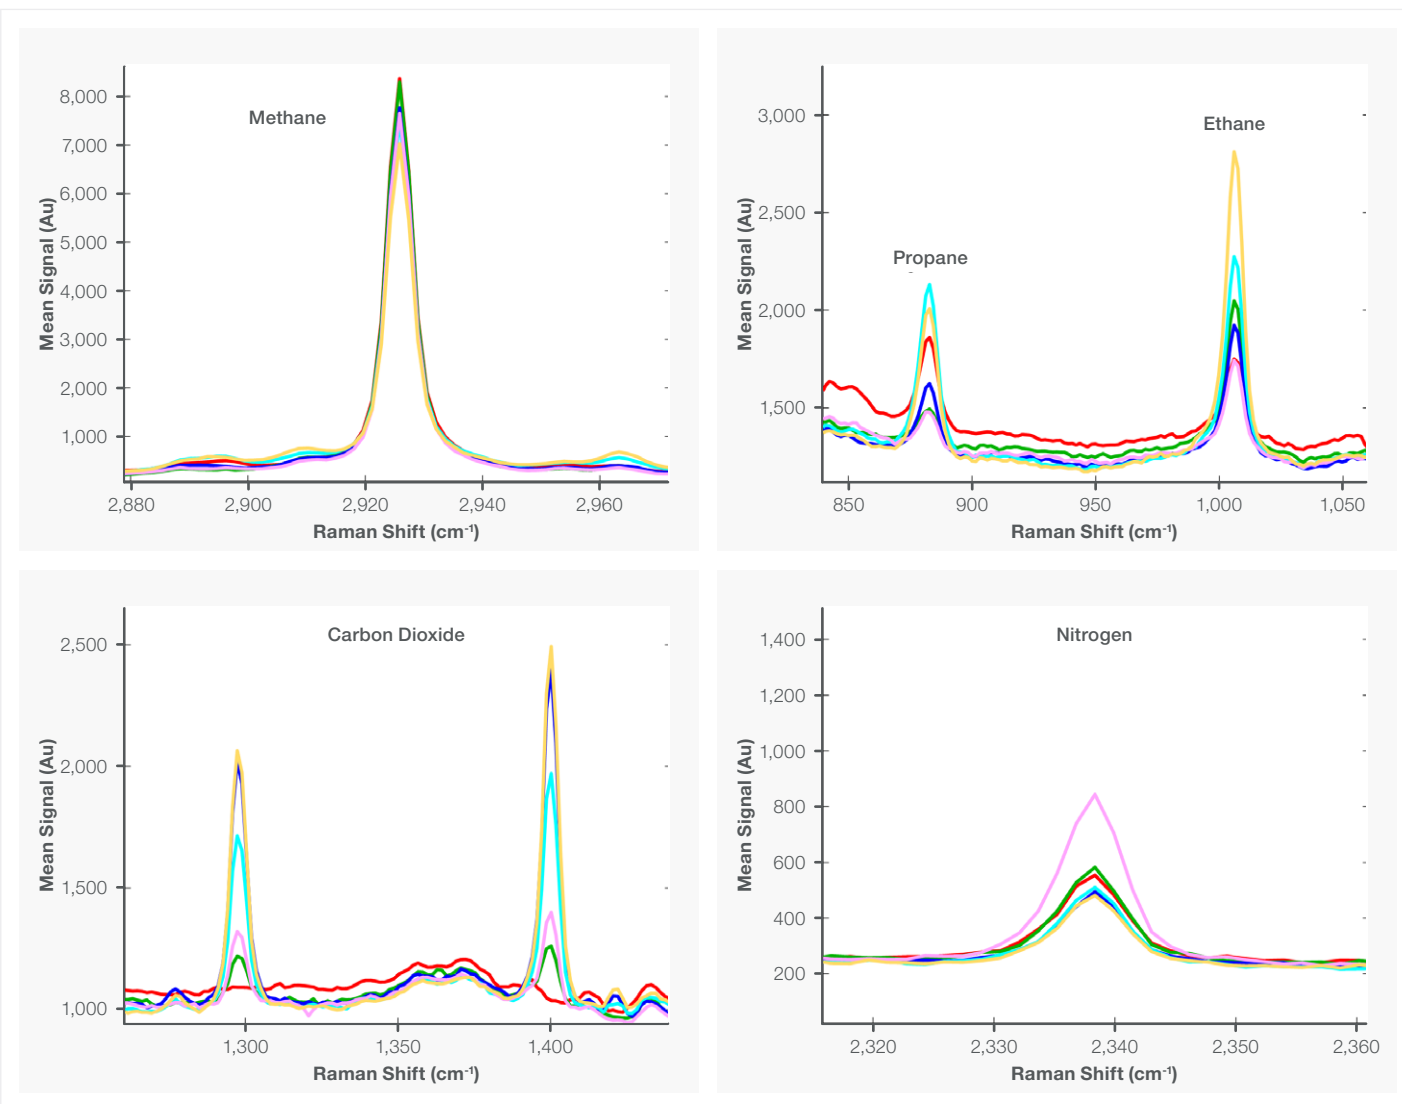 Methane
8,000
7,000
6,000
5,000
4,000
3,000
2,000
1,000
Mean Signal (Au)
2,880 2,900 2,920 2,940 2,960
Raman Shift (cm-1)
Propane
Ethane
3,000
2,500
2,000
1,500
Mean Signal (Au)
850 900 950 1,000 1,050
Raman Shift (cm-1)
Carbon Dioxide
2,500
2,000
1,500
1,000
Mean Signal (Au)
1,300 1,350 1,400
Raman Shift (cm-1)
Nitrogen
1,400
1,200
1,000
800
600
400
200
Mean Signal (Au)
2,320 2,330 2,340 2,350 2,360
Raman Shift (cm-1)